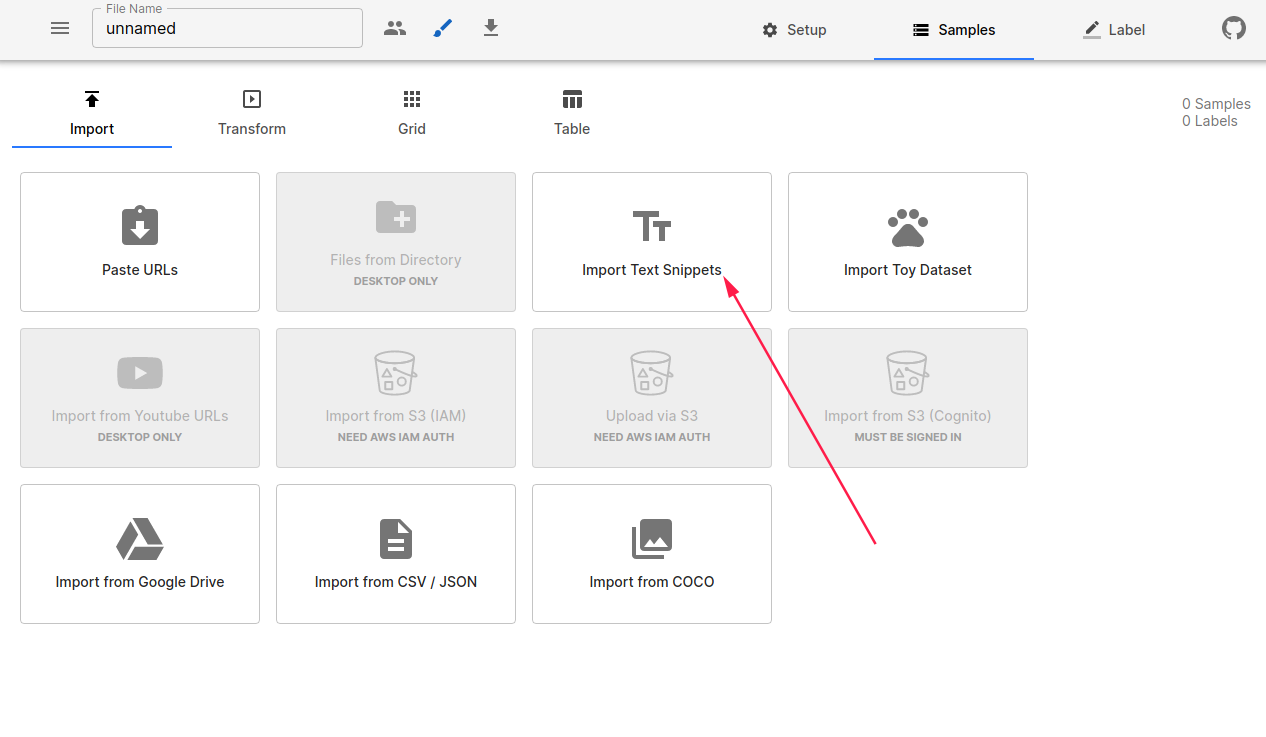 File Name
unnamed
Setup
Samples
Label
Import
Transform
Grid
Table
0 Samples
0 Labels
Paste URLs
Files from Directory
DESKTOP ONLY
Import Text Snippets
Import Toy Dataset
Import from Youtube URLs
DESKTOP ONLY
Import from S3 (IAM)
NEED AWS IAM AUTH
Upload via S3
NEED AWS IAM AUTH
Import from S3 (Cognito)
MUST BE SIGNED IN
Import from Google Drive
Import from CSV / JSON
Import from COCO